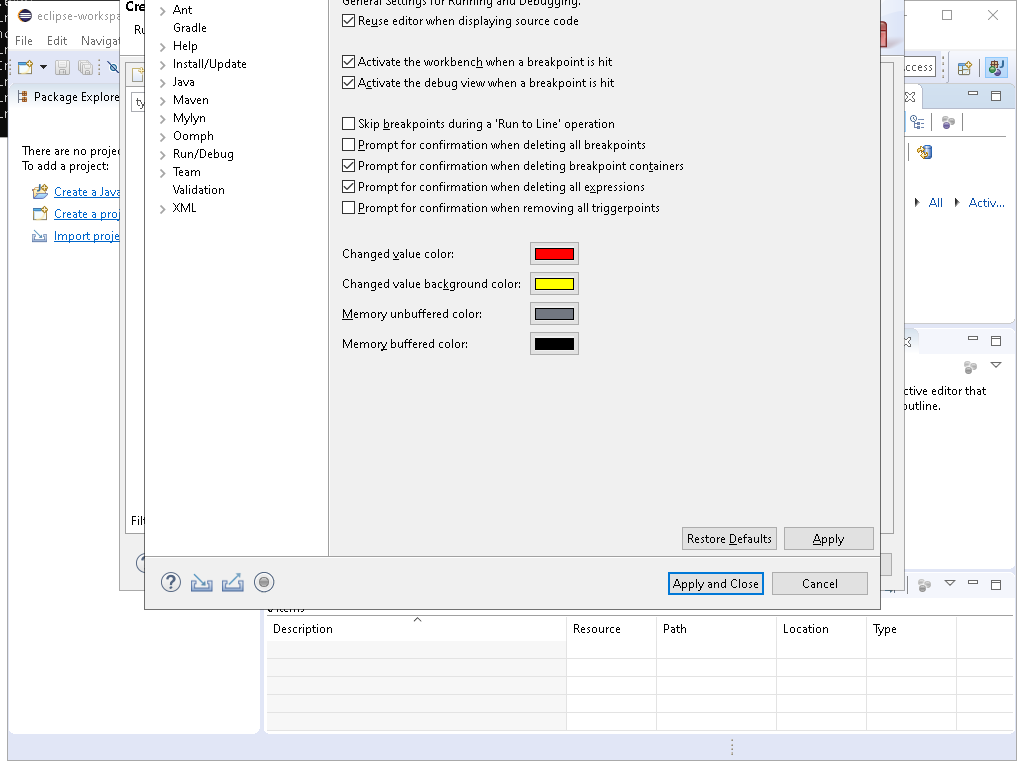 eclipse-workspa
File Edit Navigat
Package Explore
There are no projec
To add a project:
Create a Java
Create a proj
Import proje
Cre
Ru
ty
Filt
Ant
Gradle
Help
Install/Update
Java
Maven
Mylyn
Oomph
Run/Debug
Team
Validation
XML
General Settings for Running and Debugging.
Reuse editor when displaying source code
Activate the workbench when a breakpoint is hit
Activate the debug view when a breakpoint is hit
Skip breakpoints during a 'Run to Line' operation
Prompt for confirmation when deleting all breakpoints
Prompt for confirmation when deleting breakpoint containers
Prompt for confirmation when deleting all expressions
Prompt for confirmation when removing all triggerpoints
Changed value color:
Changed value background color:
Memory unbuffered color:
Memory buffered color:
Restore Defaults Apply
Apply and Close Cancel
ccess
All Activ...
ctive editor that
outline.
items
Description Resource Path Location Type